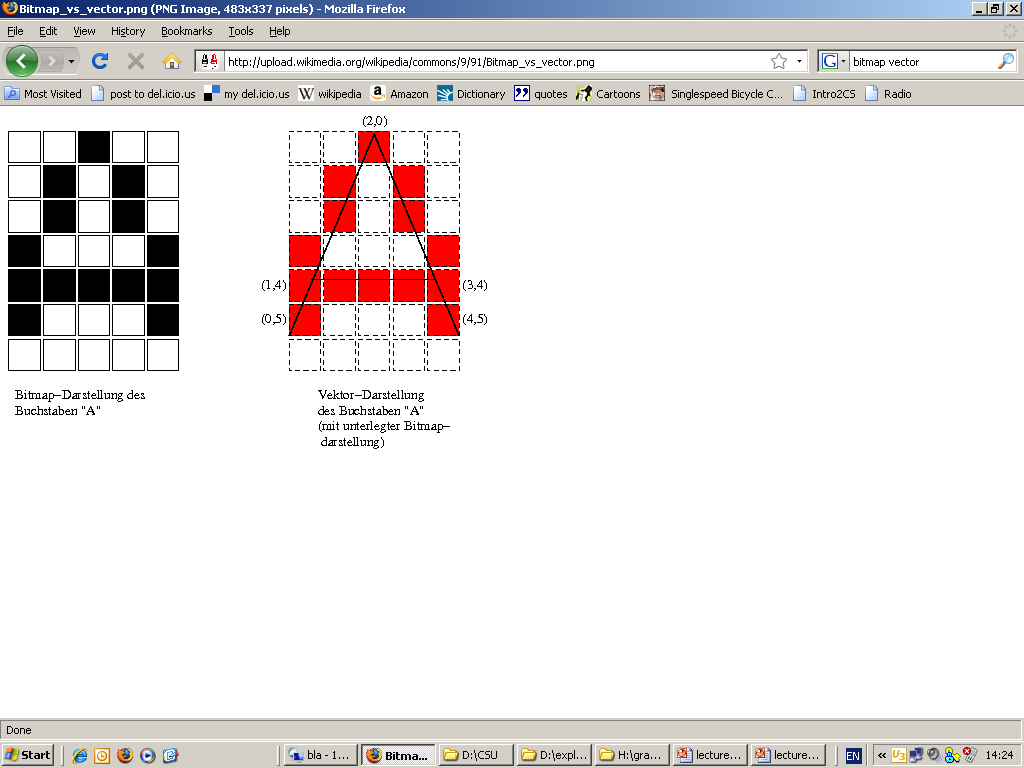 Bitmap_vs_vector.png (PNG Image, 483x337 pixels) - Mozilla Firefox
File Edit View History Bookmarks Tools Help
http://upload.wikimedia.org/wikipedia/commons/9/91/Bitmap_vs_vector.png G bitmap vector
Most Visited post to del.icio.us my del.icio.us W wikipedia a Amazon Dictionary quotes Cartoons Singlespeed Bicycle C... Intro2CS Radio
(2,0)
(1,4) (3,4)
(0,5) (4,5)
Bitmap–Darstellung des
Buchstaben "A"
Vektor–Darstellung
des Buchstaben "A"
(mit unterlegter Bitmap–
darstellung)
Done
Start bla - 1... Bitma... D:\CSU D:\expl... H:\gra... lecture... lecture... EN « U3 14:24